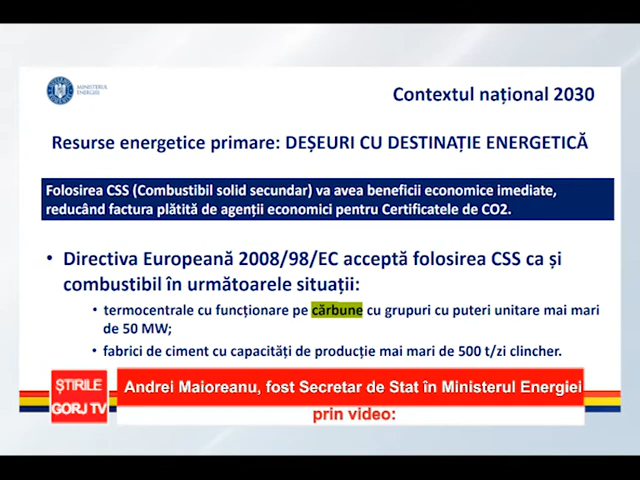 MINISTERUL
ENERGIEI
Contextul național 2030
Resurse energetice primare: DEȘEURI CU DESTINAȚIE ENERGETICĂ
Folosirea CSS (Combustibil solid secundar) va avea beneficii economice imediate,
reducând factura plătită de agenții economici pentru Certificatele de CO2.
• Directiva Europeană 2008/98/EC acceptă folosirea CSS ca și
combustibil în următoarele situații:
• termocentrale cu funcționare pe cărbune cu grupuri cu puteri unitare mai mari
de 50 MW;
• fabrici de ciment cu capacități de producție mai mari de 500 t/zi clincher.
ȘTIRILE
GORJ TV
Andrei Maioreanu, fost Secretar de Stat în Ministerul Energiei
prin video: